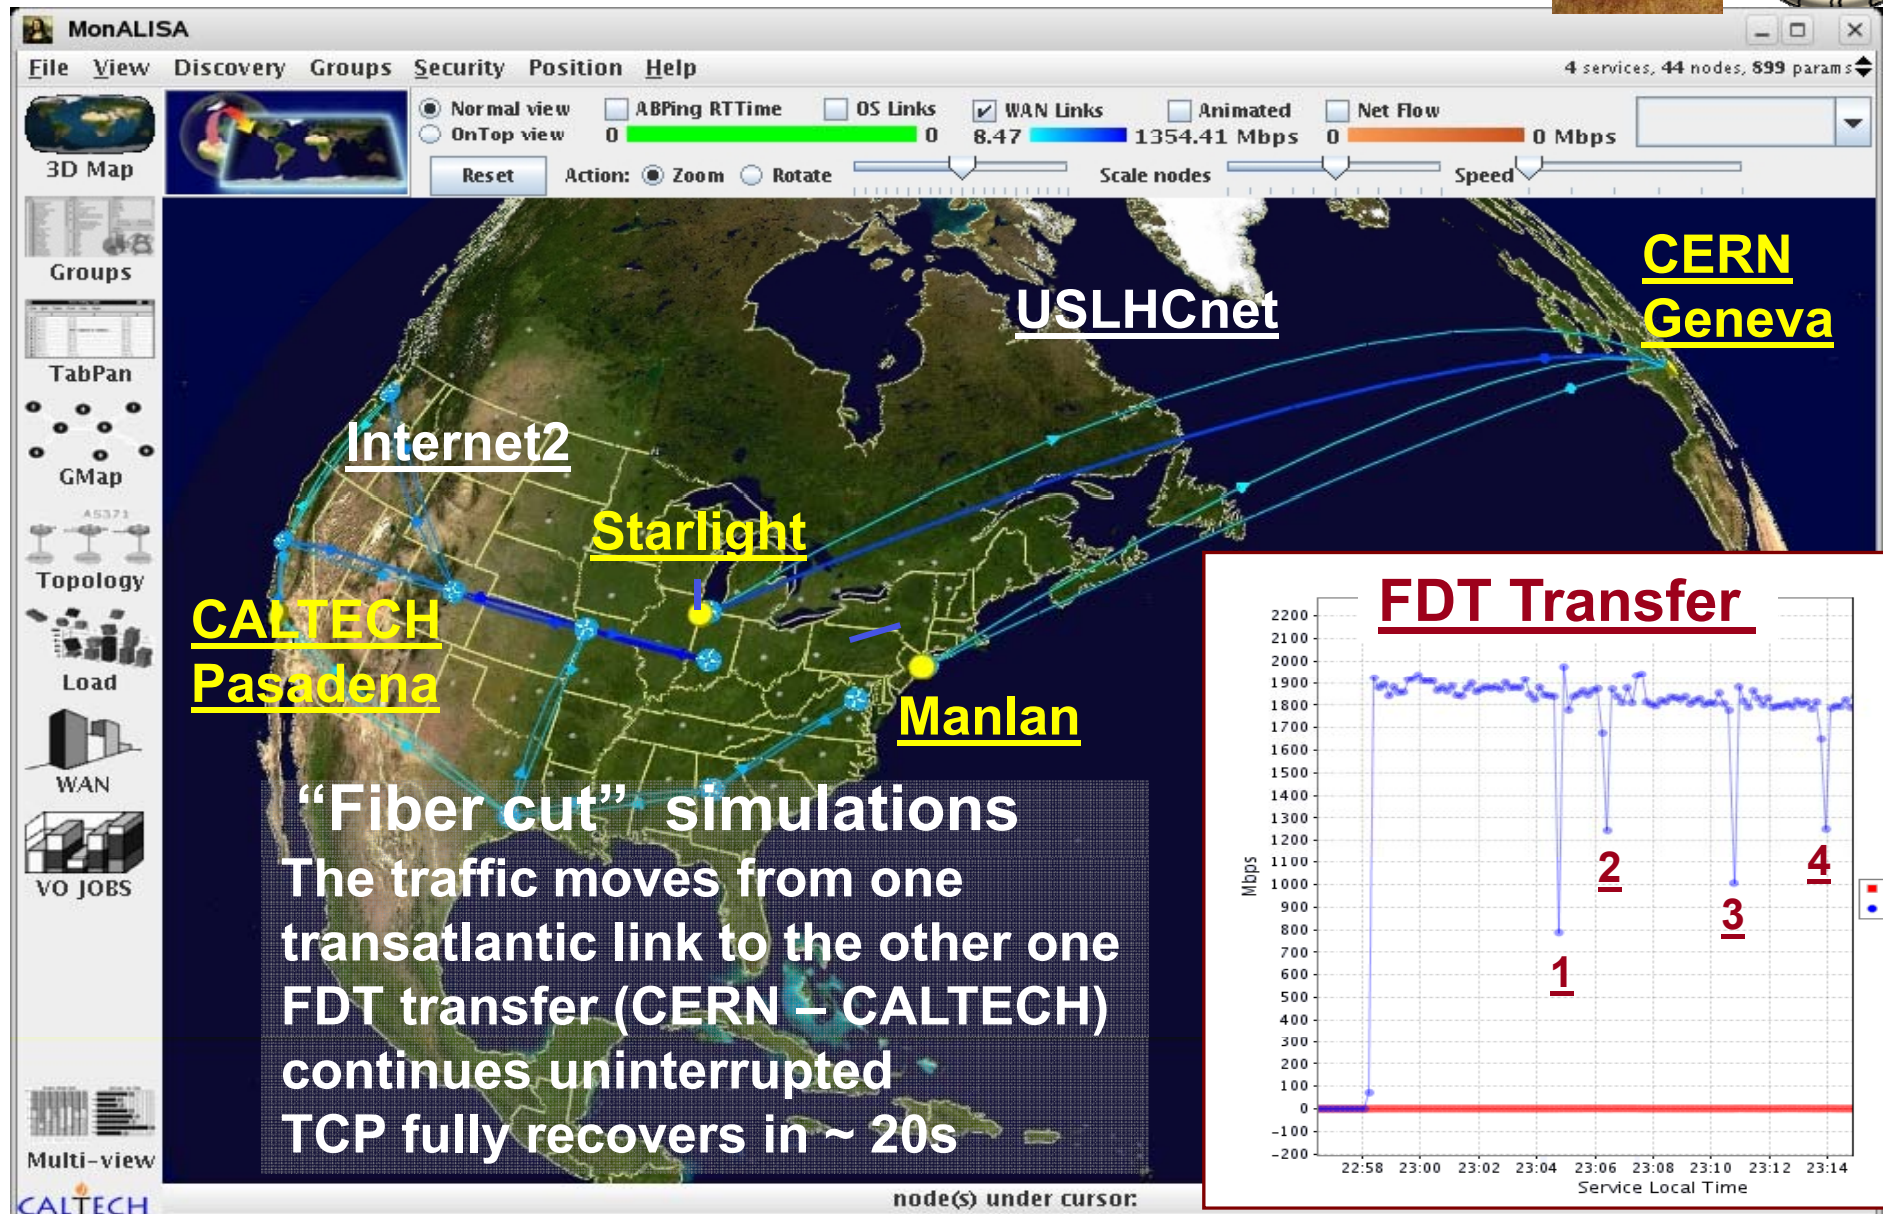 MonALISA
File View Discovery Groups Security Position Help
4 services, 44 nodes, 899 params
Normal view
ABPing RTTime
OS Links
WAN Links
Animated
Net Flow
OnTop view
0 0
8.47 1354.41 Mbps
0 0 Mbps
Reset
Action: Zoom Rotate
Scale nodes
Speed
3D Map
Groups
TabPan
GMap
AS371
Topology
Load
WAN
VO JOBS
Multi-view
CALTECH
CERN
Geneva
USLHCnet
Internet2
Starlight
CALTECH
Pasadena
Manlan
“Fiber cut” simulations
The traffic moves from one
transatlantic link to the other one
FDT transfer (CERN – CALTECH)
continues uninterrupted
TCP fully recovers in ~ 20s
FDT Transfer
2200
2100
2000
1900
1800
1700
1600
1500
1400
1300
1200
1100
1000
900
800
700
600
500
400
300
200
100
0
-100
-200
Mbps
1
2
3
4
22:58 23:00 23:02 23:04 23:06 23:08 23:10 23:12 23:14
Service Local Time
node(s) under cursor: